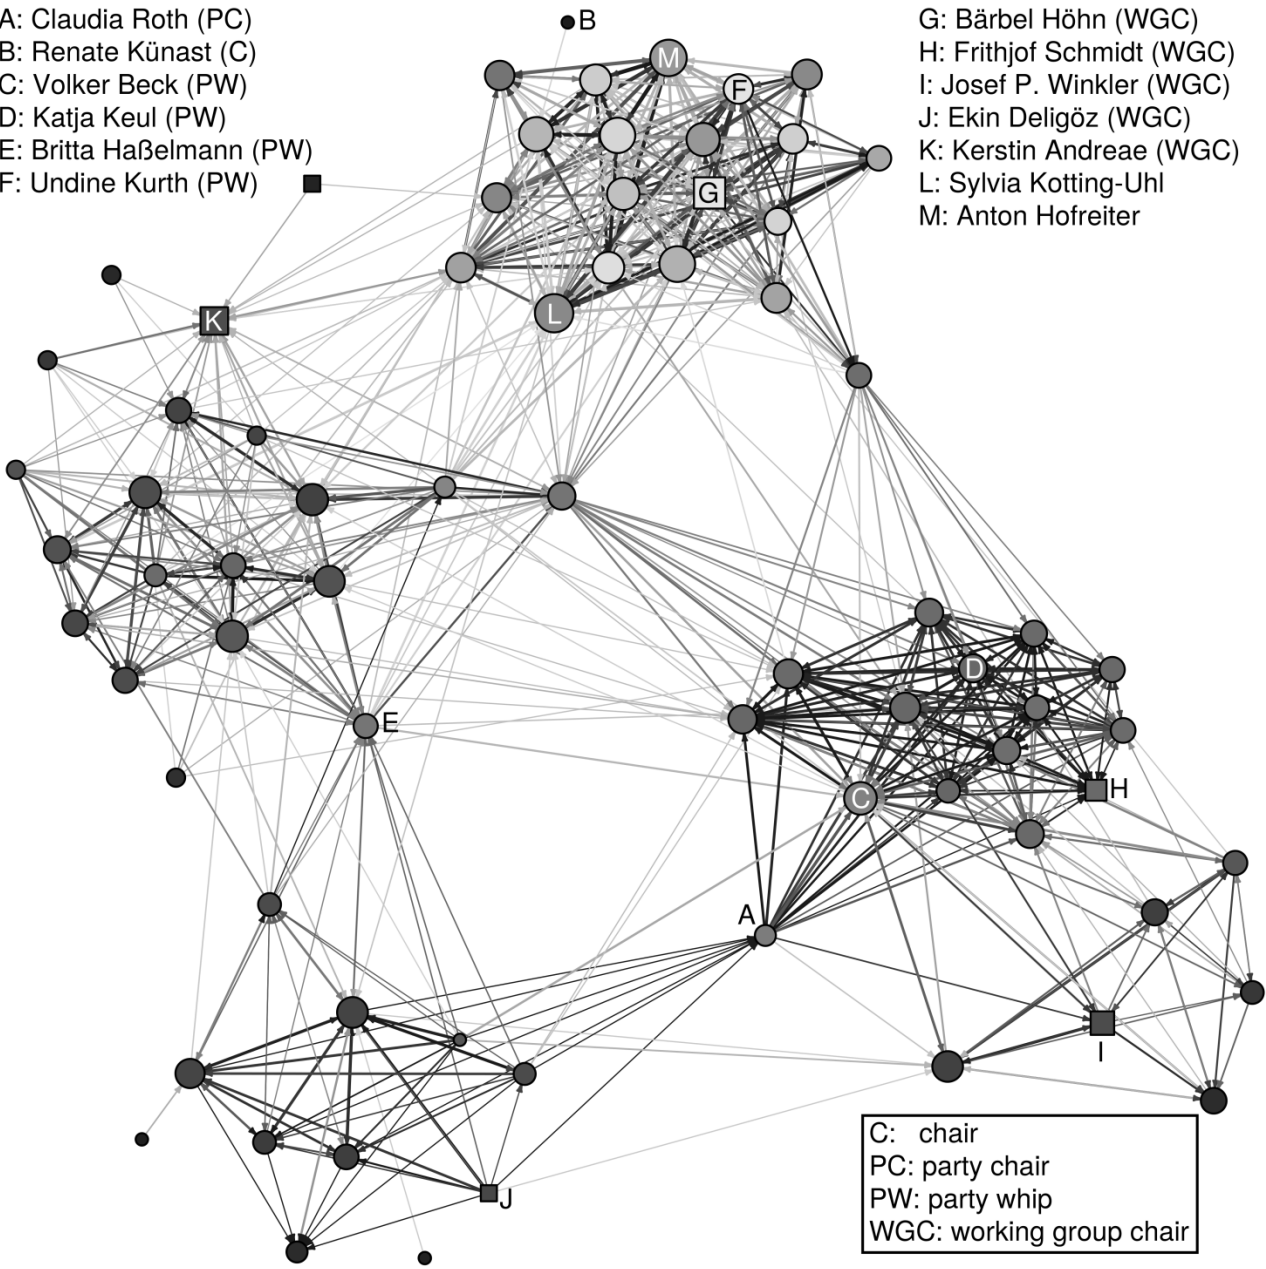 A: Claudia Roth (PC)
B: Renate Künast (C)
C: Volker Beck (PW)
D: Katja Keul (PW)
E: Britta Haßelmann (PW)
F: Undine Kurth (PW)
G: Bärbel Höhn (WGC)
H: Frithjof Schmidt (WGC)
I: Josef P. Winkler (WGC)
J: Ekin Deligöz (WGC)
K: Kerstin Andreae (WGC)
L: Sylvia Kotting-Uhl
M: Anton Hofreiter
B
M
F
G
L
K
D
E
H
C
A
I
J
C: chair
PC: party chair
PW: party whip
WGC: working group chair